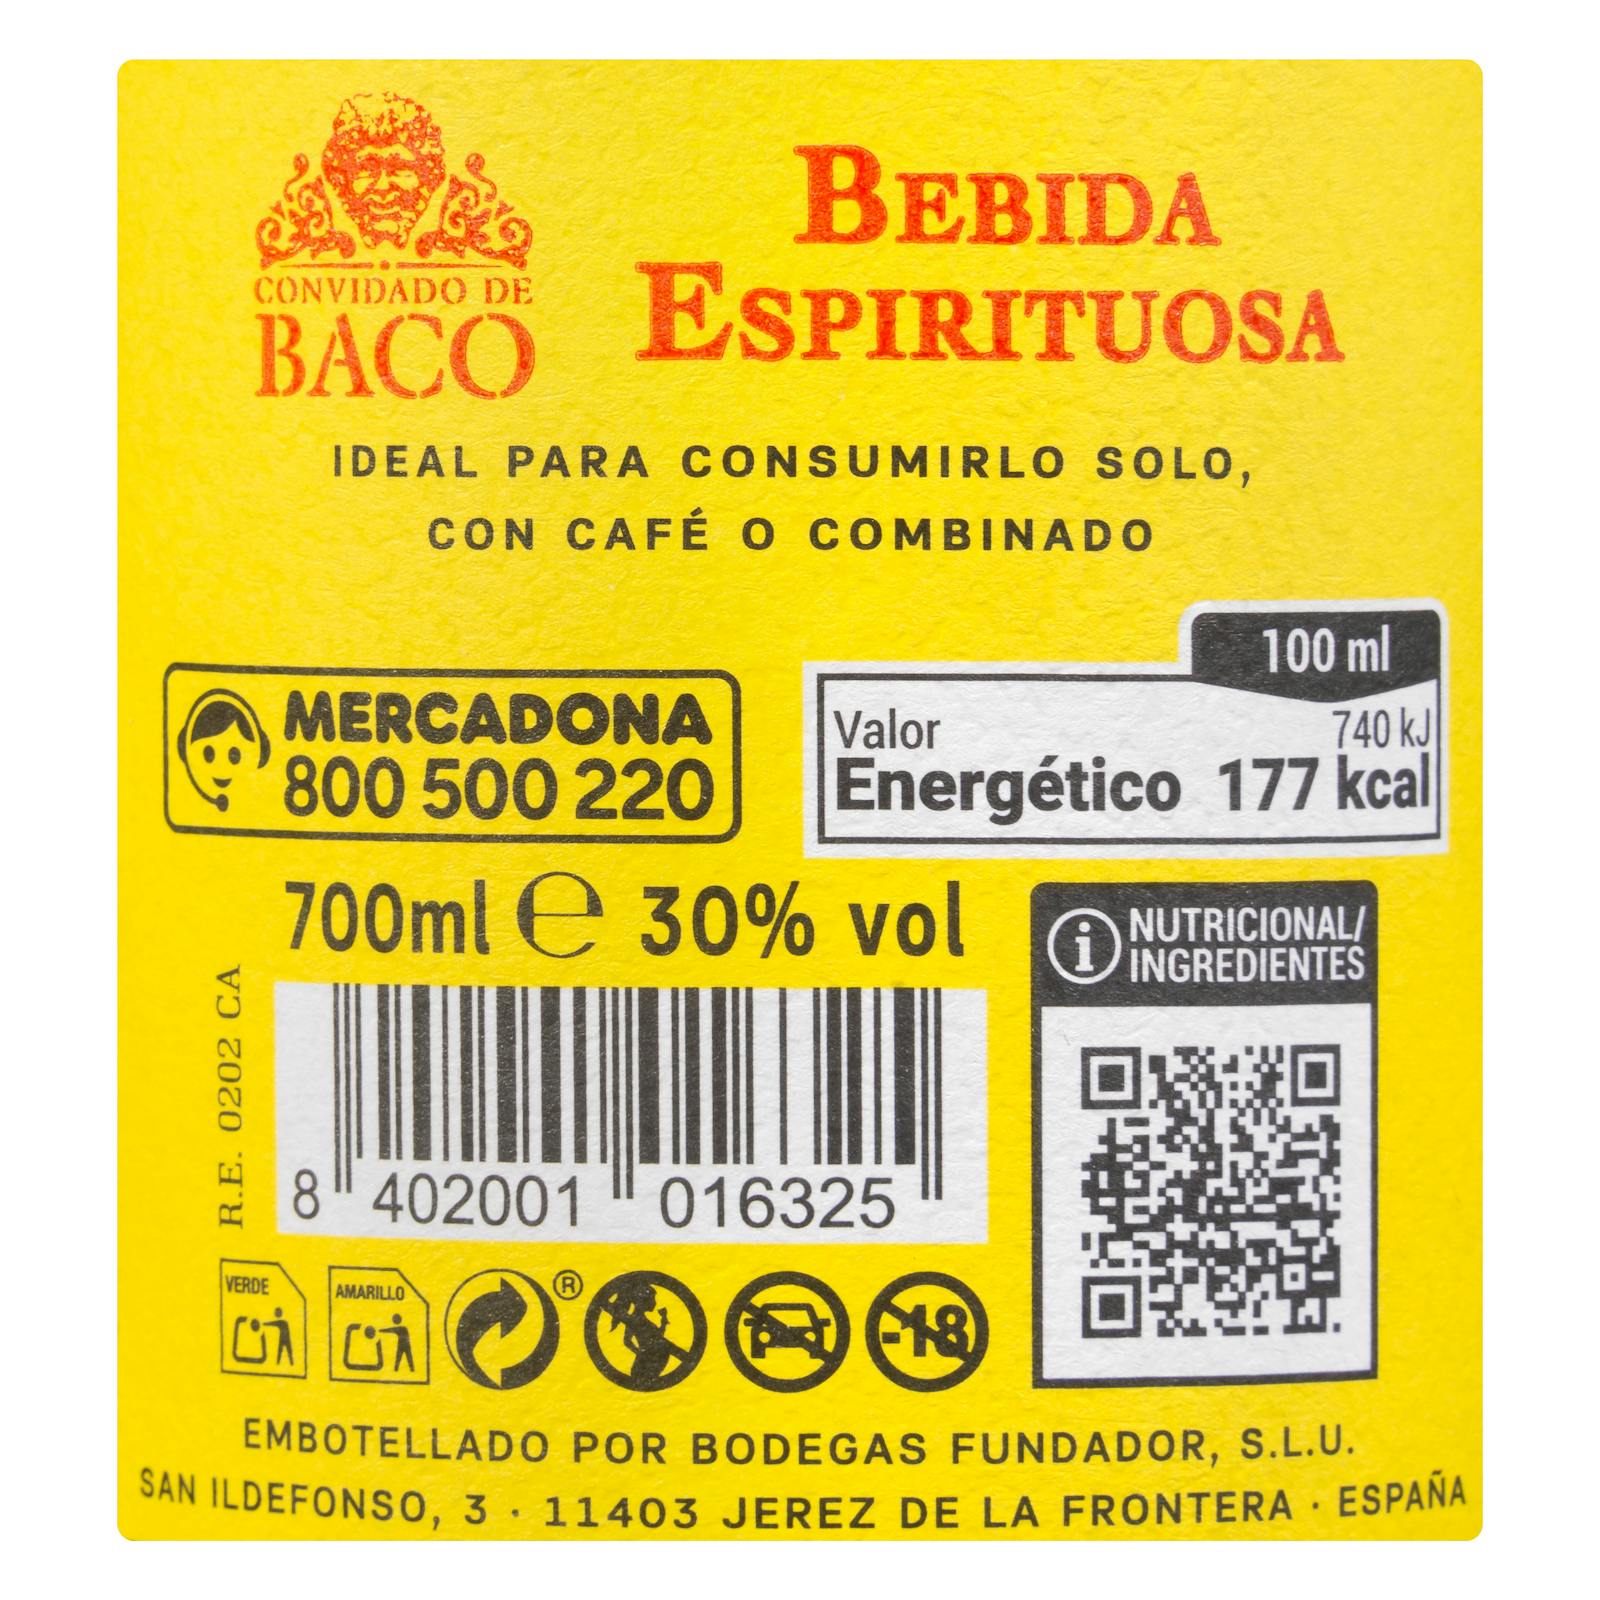 CONVIDADO DE
BACO
BEBIDA
ESPIRITUOSA
IDEAL PARA CONSUMIRLO SOLO,
CON CAFÉ O COMBINADO
MERCADONA
800 500 220
100 ml
Valor 740 kJ
Energético 177 kcal
700ml e 30% vol
NUTRICIONAL/
INGREDIENTES
R.E. 0202 CA
8 402001 016325
VERDE
AMARILLO
®
-18
EMBOTELLADO POR BODEGAS FUNDADOR, S.L.U.
SAN ILDEFONSO, 3 · 11403 JEREZ DE LA FRONTERA · ESPAÑA